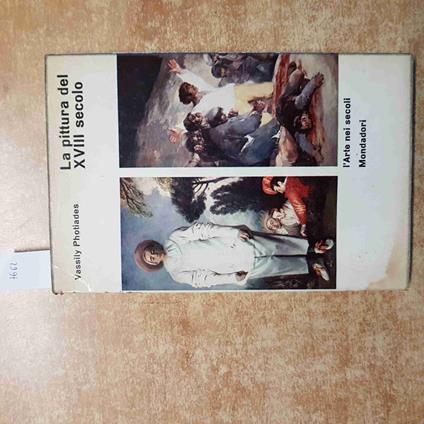 La pittura del
XVIII secolo
Vassily Photiades
l'Arte nei secoli
Mondadori